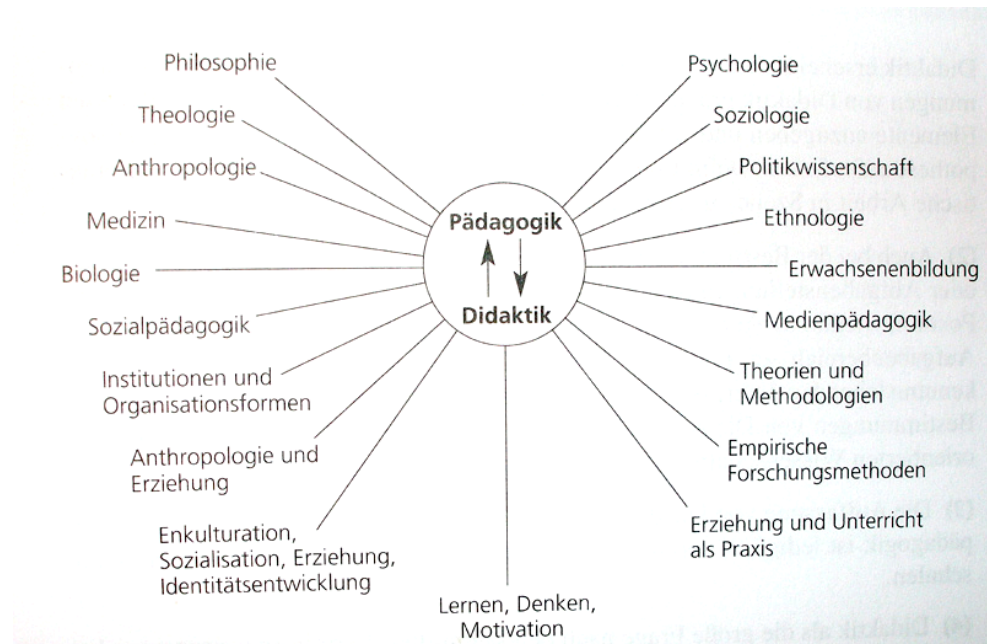 Philosophie
Theologie
Anthropologie
Medizin
Biologie
Sozialpädagogik
Institutionen und
Organisationsformen
Anthropologie und
Erziehung
Enkulturation,
Sozialisation, Erziehung,
Identitätsentwicklung
Lernen, Denken,
Motivation
Pädagogik
Didaktik
Psychologie
Soziologie
Politikwissenschaft
Ethnologie
Erwachsenenbildung
Medienpädagogik
Theorien und
Methodologien
Empirische
Forschungsmethoden
Erziehung und Unterricht
als Praxis